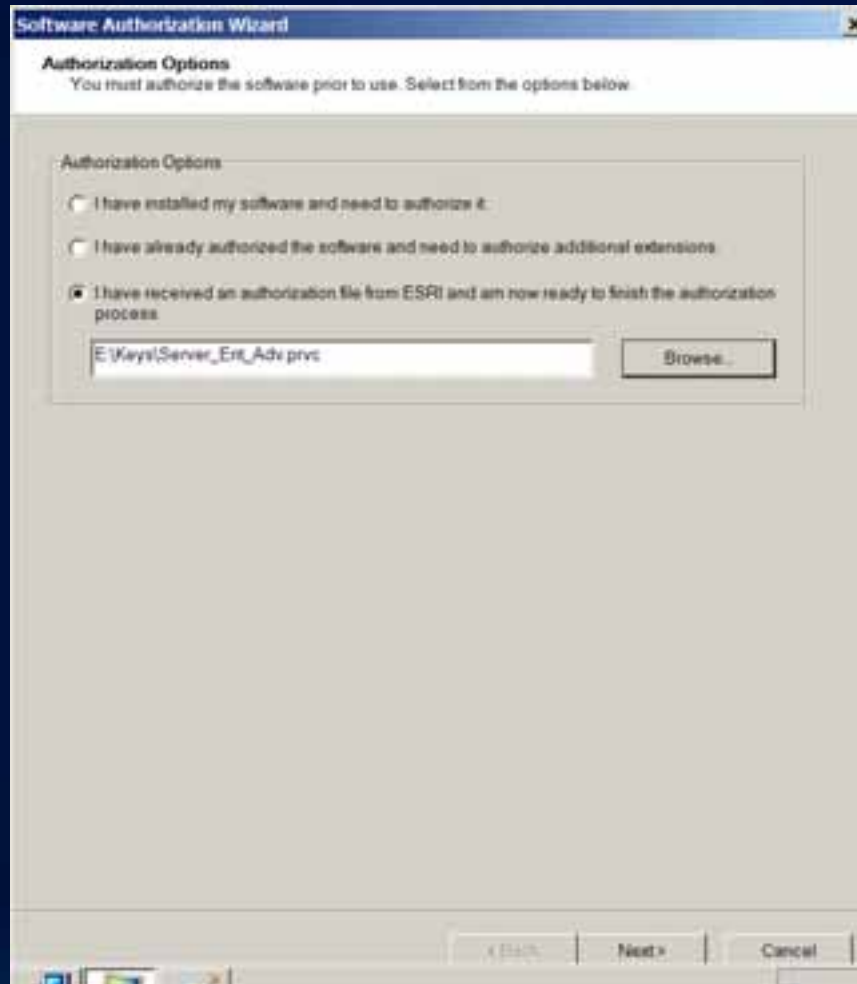 Software Authorization Wizard
Authorization Options
You must authorize the software prior to use. Select from the options below.
Authorization Options
I have installed my software and need to authorize it.
I have already authorized the software and need to authorize additional extensions.
I have received an authorization file from ESRI and am now ready to finish the authorization
process.
E:\Keys\Server_Ent_Adv.prvc
Browse...
< Back
Next >
Cancel